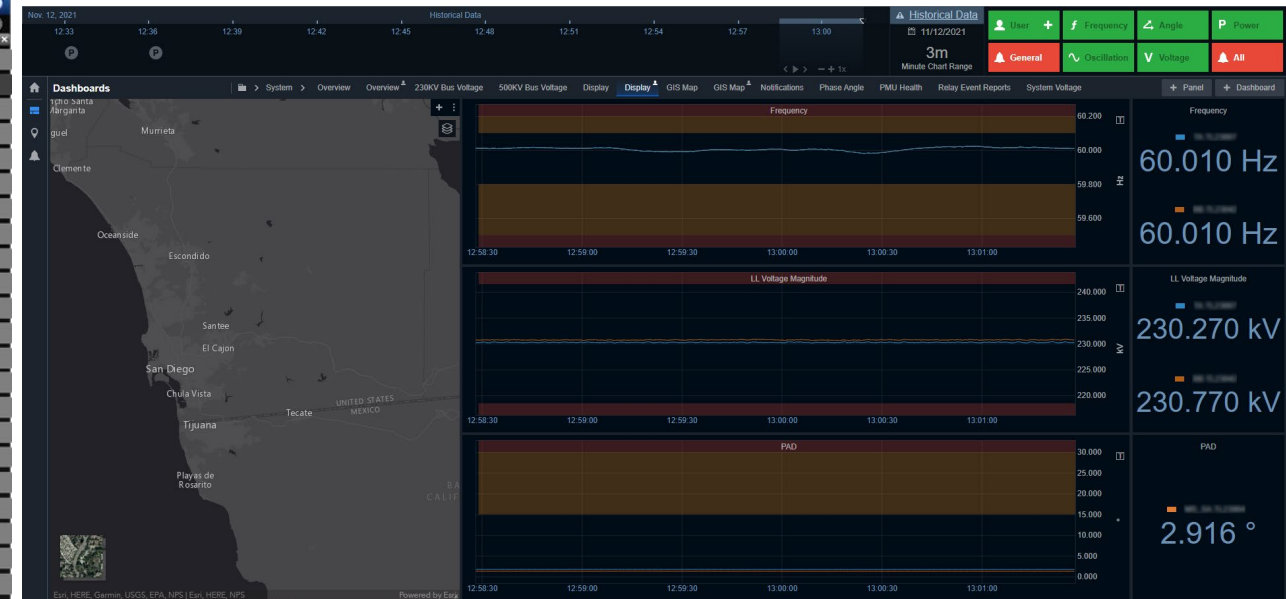 Nov, 12, 2021
Historical Data
12:33 12:36 12:39 12:42 12:45 12:48 12:51 12:54 12:57 13:00
P P
1x
Historical Data
11/12/2021
3m
Minute Chart Range
User + Frequency Angle P Power
General Oscillation V Voltage All
Dashboards
> System > Overview Overview 230KV Bus Voltage 500KV Bus Voltage Display Display GIS Map GIS Map Notifications Phase Angle PMU Health Relay Event Reports System Voltage
+ Panel + Dashboard
Santa
Margarita
Murrieta
Clemente
Oceanside
Escondido
Santee
El Cajon
San Diego
Chula Vista
UNITED STATES
MEXICO
Tecate
Tijuana
Playas de
Rosarito
Esri, HERE, Garmin, USGS, EPA, NPS | Esri, HERE, NPS
Powered by Esri
Frequency
60.200
60.000
59.800
59.600
Hz
12:58:30 12:59:00 12:59:30 13:00:00 13:00:30 13:01:00
Frequency
60.010 Hz
60.010 Hz
LL Voltage Magnitude
240.000
235.000
230.000
225.000
220.000
kV
12:58:30 12:59:00 12:59:30 13:00:00 13:00:30 13:01:00
LL Voltage Magnitude
230.270 kV
230.770 kV
PAD
30.000
25.000
20.000
15.000
10.000
5.000
0.000
°
12:58:30 12:59:00 12:59:30 13:00:00 13:00:30 13:01:00
PAD
2.916 °